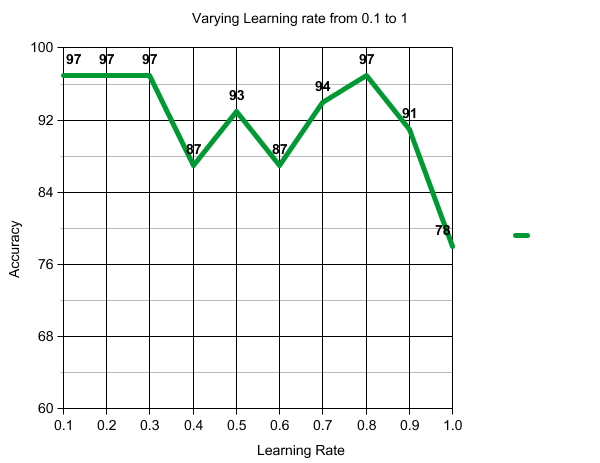 Varying Learning rate from 0.1 to 1
100
97 97 97 97
94
93
92
91
87 87
84
78
76
68
60
0.1 0.2 0.3 0.4 0.5 0.6 0.7 0.8 0.9 1.0
Accuracy
Learning Rate